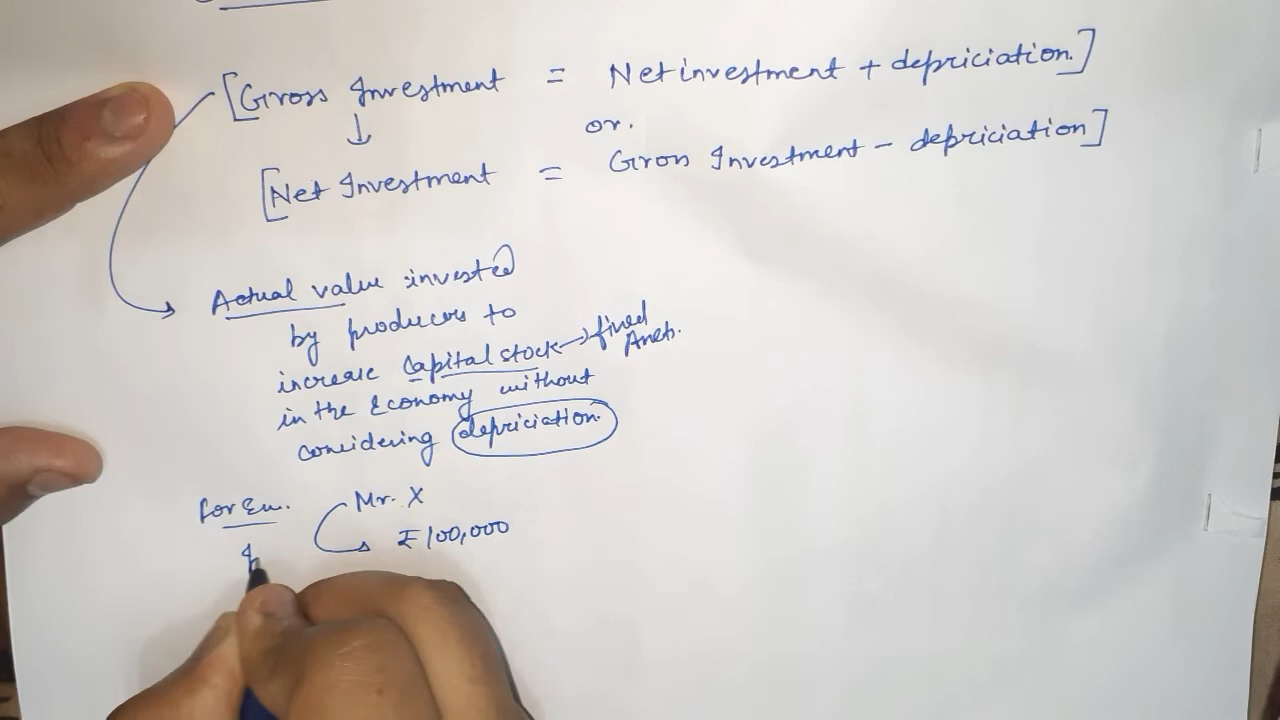 [Gross Investment = Net investment + depriciation.]
↓ or.
[Net Investment = Gross Investment - depriciation]
Actual value invested
by producers to
increase capital stock → fixed
Assets.
in the Economy without
considering depriciation.
For Ex. Mr. X
₹100,000